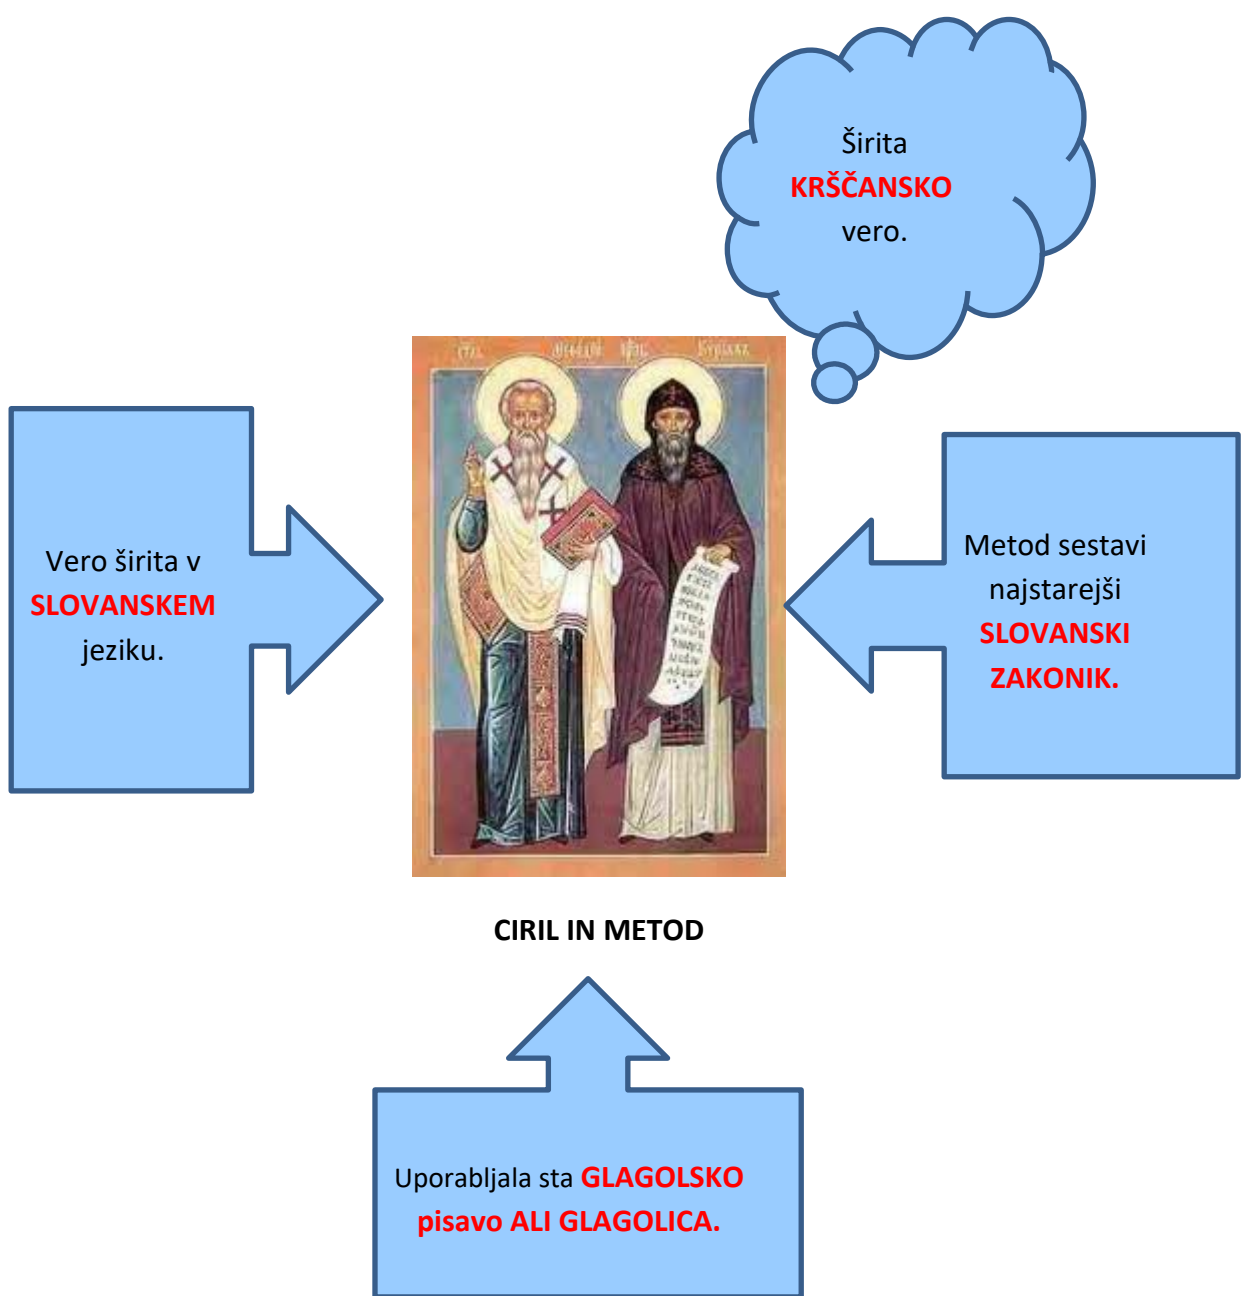 Širita
KRŠČANSKO
vero.
Vero širita v
SLOVANSKEM
jeziku.
Metod sestavi
najstarejši
SLOVANSKI
ZAKONIK.
CIRIL IN METOD
Uporabljala sta GLAGOLSKO
pisavo ALI GLAGOLICA.